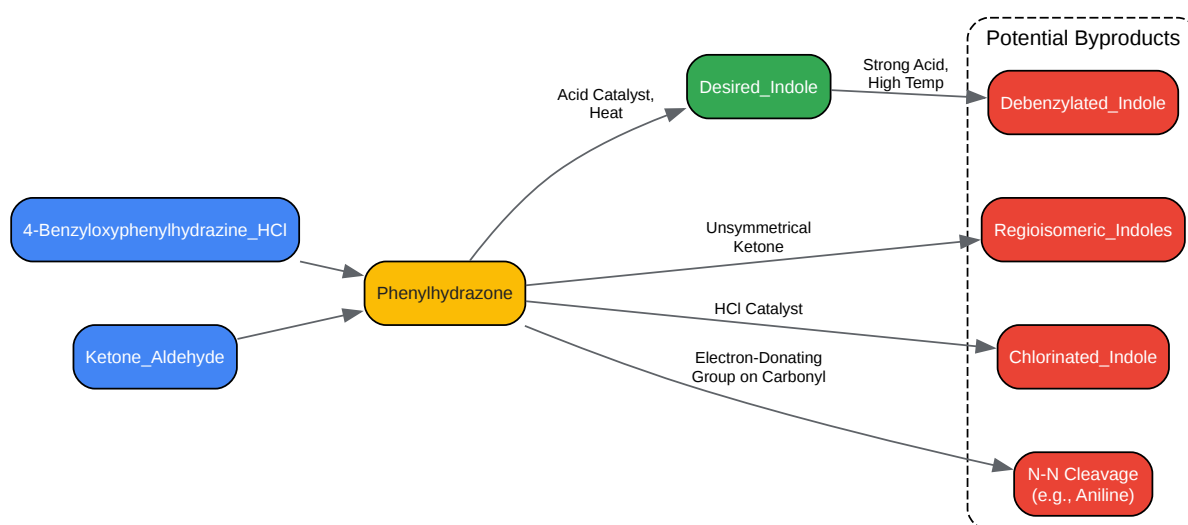 Potential Byproducts
Desired_Indole
Strong Acid,
High Temp
Debenzylated_Indole
Acid Catalyst,
Heat
4-Benzyloxyphenylhydrazine_HCl
Unsymmetrical
Ketone
Regioisomeric_Indoles
Phenylhydrazone
HCl Catalyst
Ketone_Aldehyde
Chlorinated_Indole
Electron-Donating
Group on Carbonyl
N-N Cleavage
(e.g., Aniline)